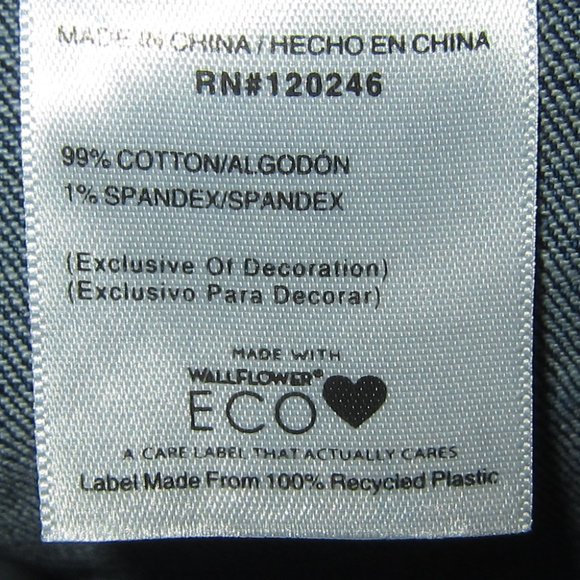 MADE IN CHINA / HECHO EN CHINA
RN#120246
99% COTTON/ALGODÓN
1% SPANDEX/SPANDEX
(Exclusive Of Decoration)
(Exclusivo Para Decorar)
MADE WITH
WALLFLOWER®
ECO
A CARE LABEL THAT ACTUALLY CARES
Label Made From 100% Recycled Plastic